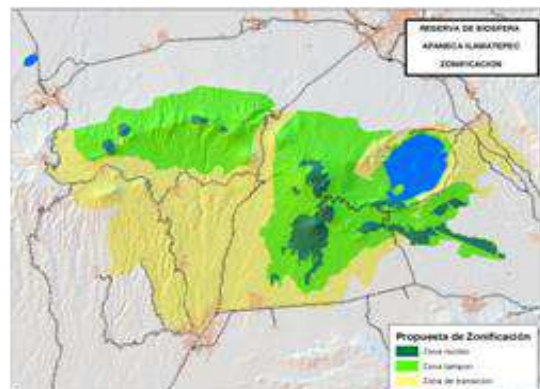 RESERVA DE BIOSFERA
APANECA ILAMATEPEC
ZONIFICACION
Propuesta de Zonificación
Zona nucleo
Zona tampon
Zona de transicion